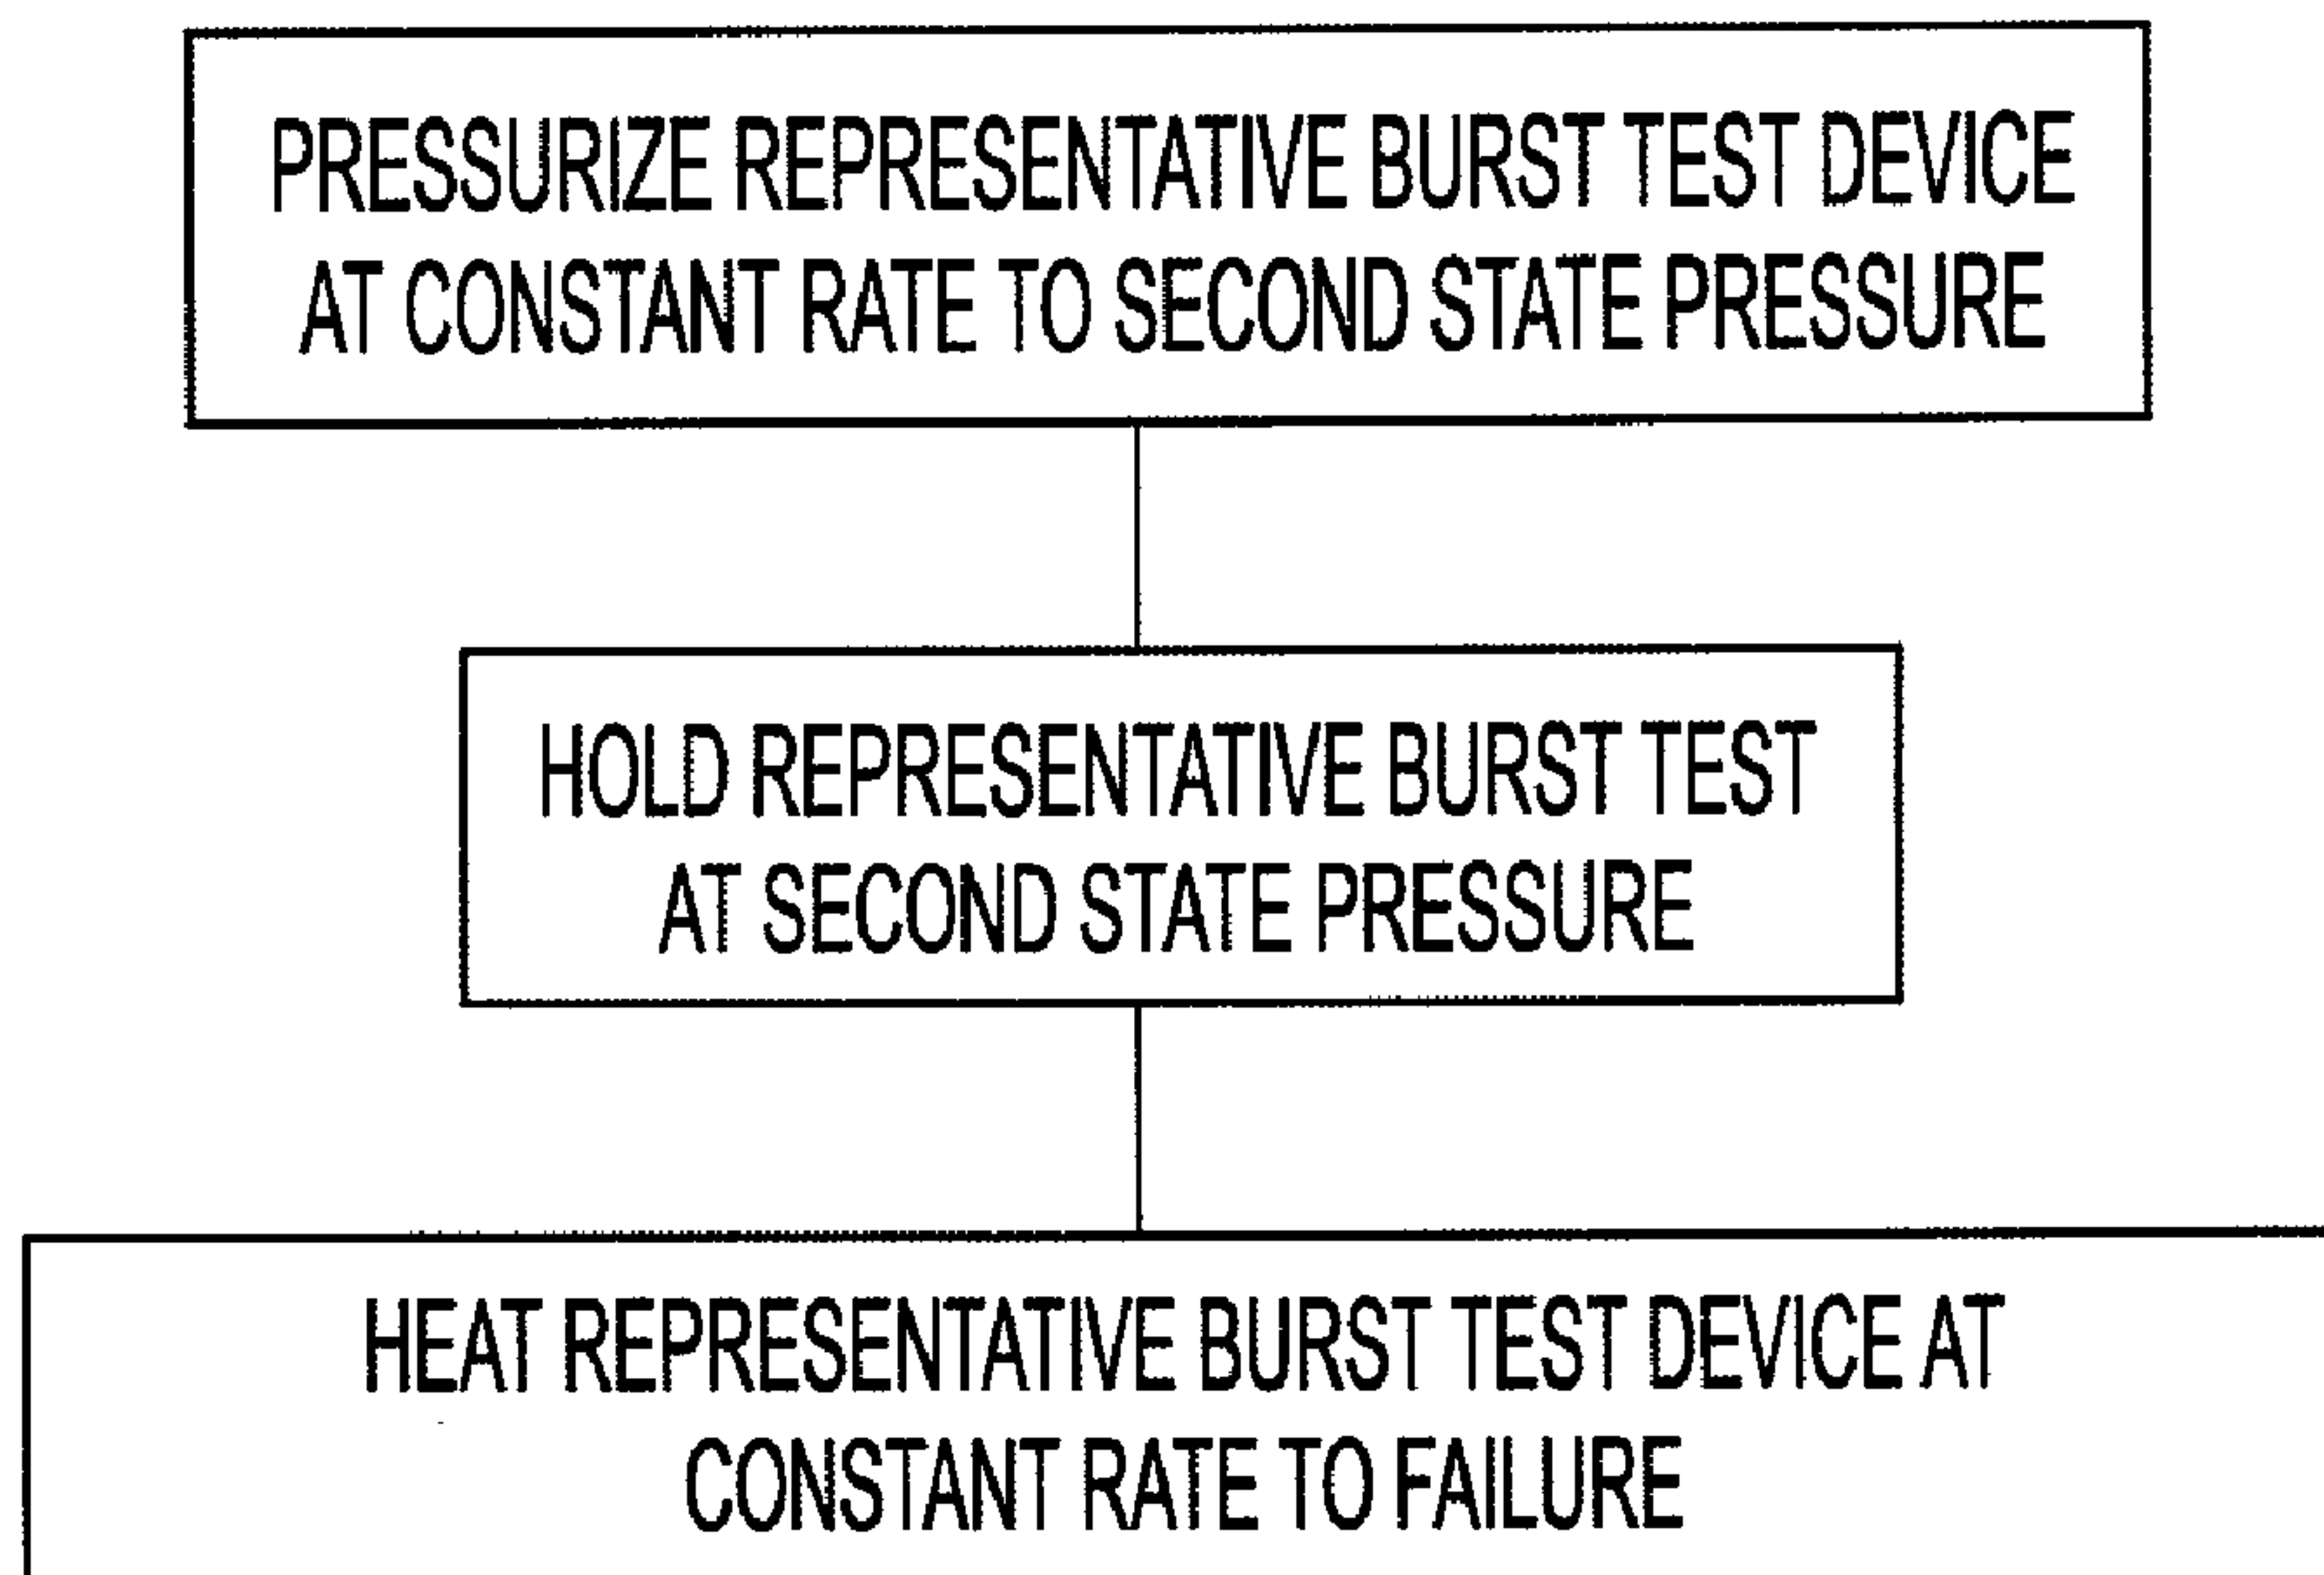 PRESSURIZE REPRESENTATIVE BURST TEST DEVICE
AT CONSTANT RATE TO SECOND STATE PRESSURE
HOLD REPRESENTATIVE BURST TEST
AT SECOND STATE PRESSURE
HEAT REPRESENTATIVE BURST TEST DEVICE AT
CONSTANT RATE TO FAILURE